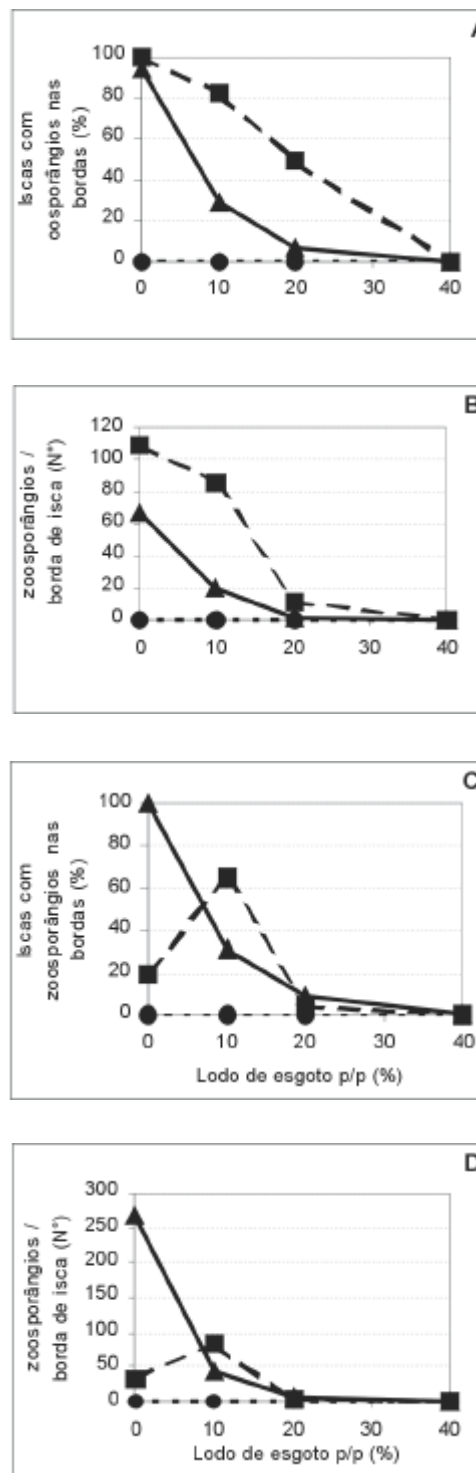 A
Iscas com
oosporângios nas
bordas (%)
100
80
60
40
20
0
0 10 20 30 40
B
zoosporângios /
borda de isca (N°)
120
100
80
60
40
20
0
0 10 20 30 40
C
Iscas com
zoosporângios nas
bordas (%)
100
80
60
40
20
0
0 10 20 30 40
Lodo de esgoto p/p (%)
D
zoosporângios /
borda de isca (N°)
300
250
150
100
50
0
0 10 20 30 40
Lodo de esgoto p/p (%)